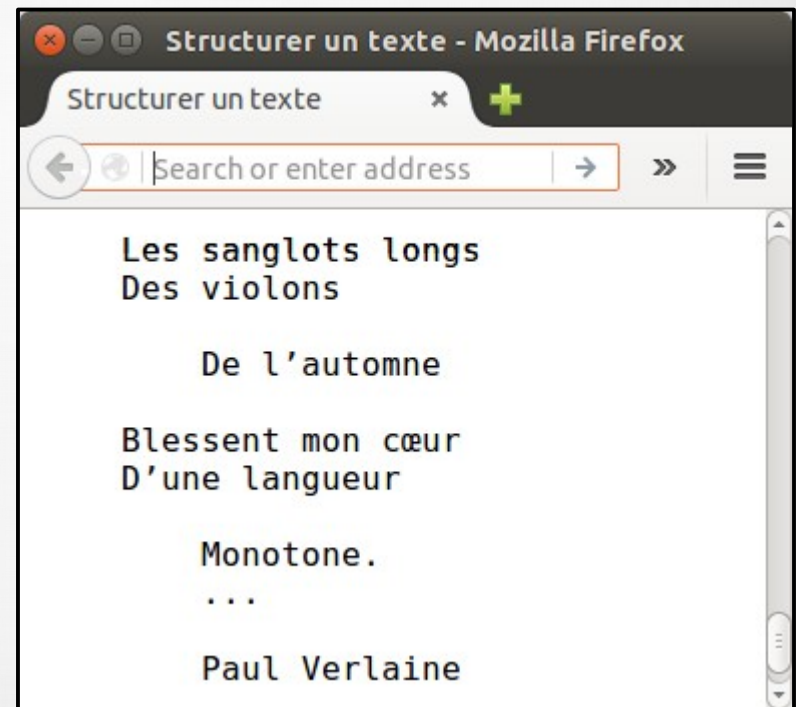 Structurer un texte - Mozilla Firefox
Structurer un texte
Search or enter address
Les sanglots longs
Des violons
De l’automne
Blessent mon cœur
D’une langueur
Monotone.
...
Paul Verlaine